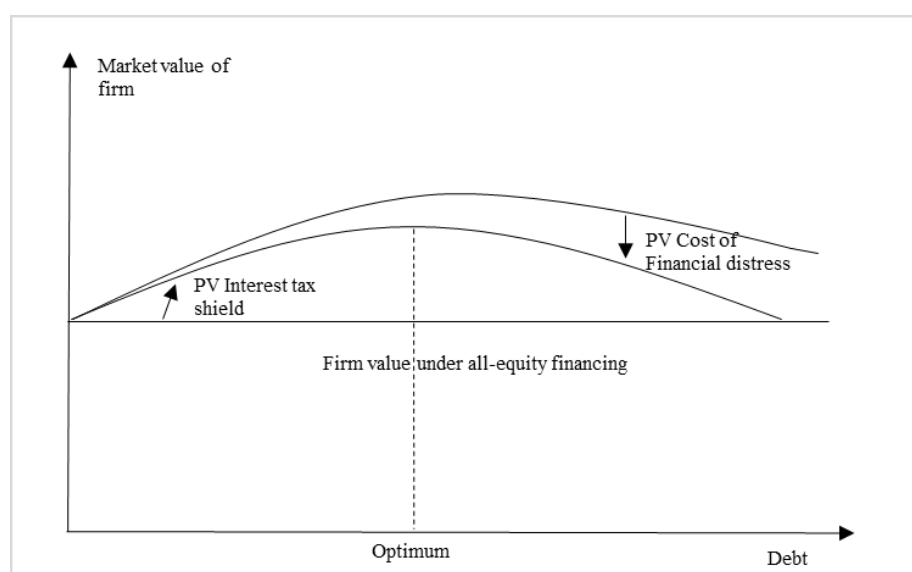 Market value of
firm
PV Cost of
Financial distress
PV Interest tax
shield
Firm value under all-equity financing
Optimum
Debt